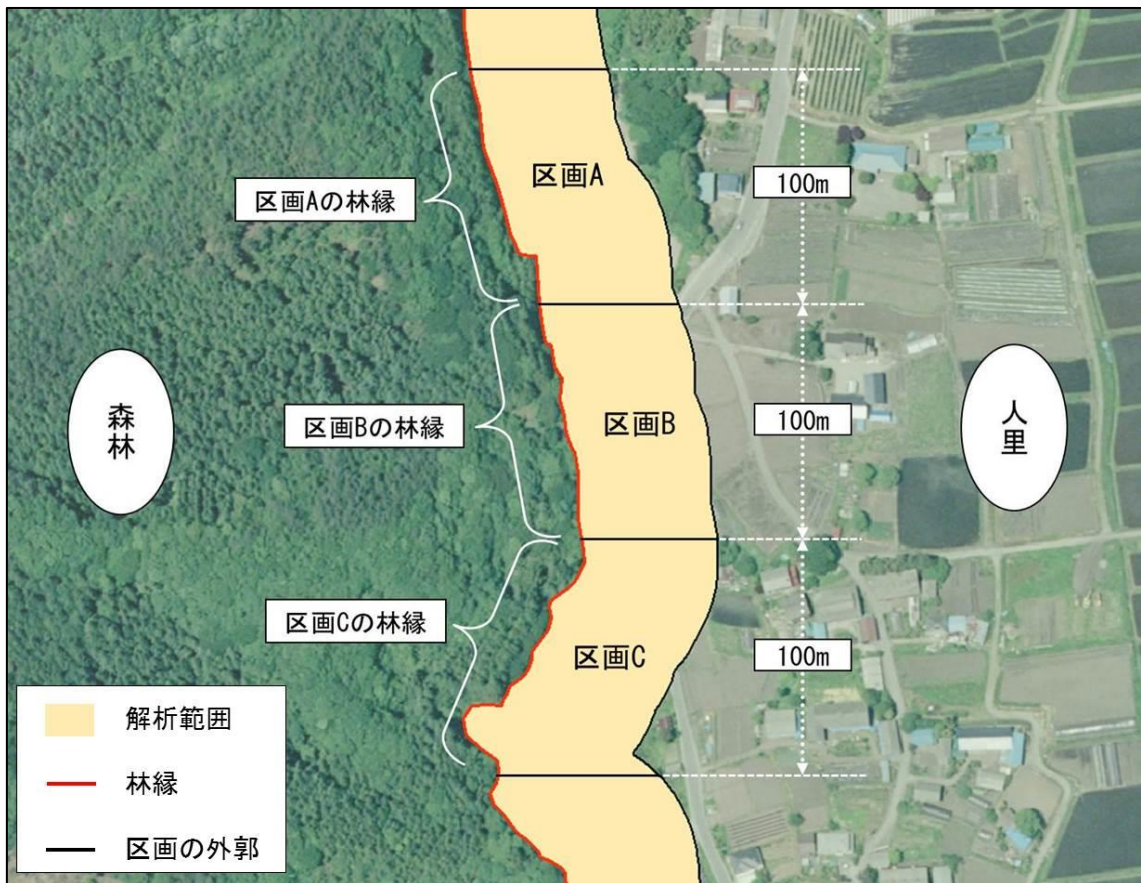 区画A
100m
区画Aの林縁
区画B
100m
区画Bの林縁
森林
人里
区画C
100m
区画Cの林縁
解析範囲
林縁
区画の外郭